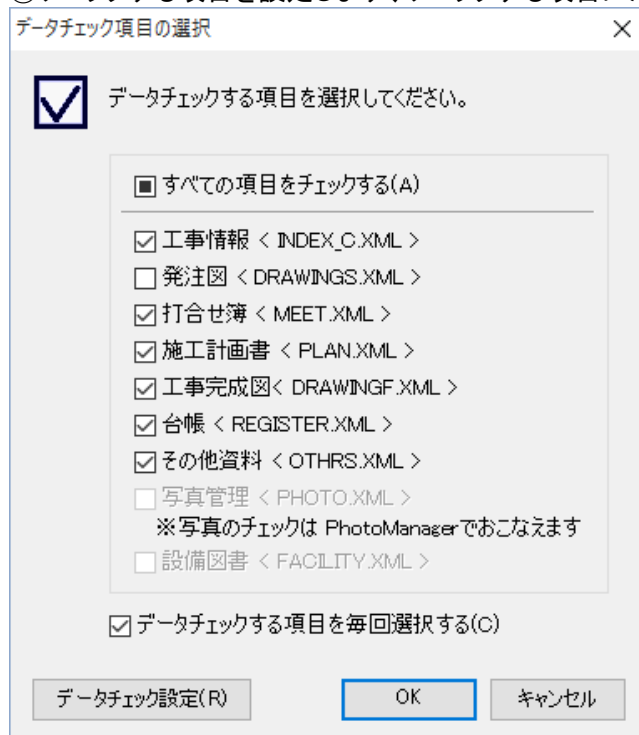 データチェック項目の選択
データチェックする項目を選択してください。
すべての項目をチェックする(A)
工事情報 < INDEX_C.XML >
発注図 < DRAWINGS.XML >
打合せ簿 < MEET.XML >
施工計画書 < PLAN.XML >
工事完成図< DRAWINGF.XML >
台帳 < REGISTER.XML >
その他資料 < OTHRS.XML >
写真管理 < PHOTO.XML >
※写真のチェックは PhotoManagerでおこなえます
設備図書 < FACILITY.XML >
データチェックする項目を毎回選択する(C)
データチェック設定(R) OK キャンセル